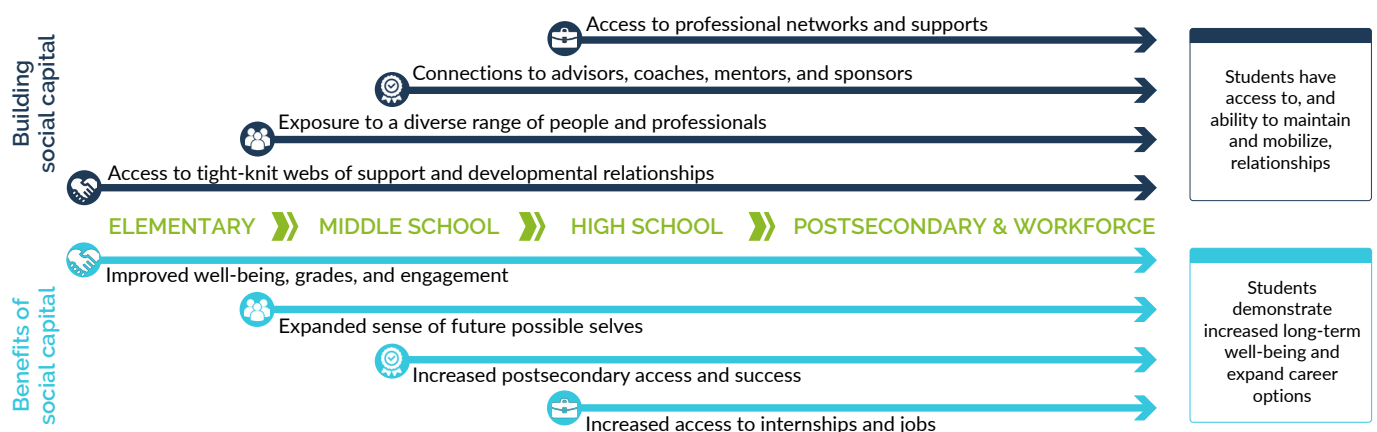 Building
social capital
Access to professional networks and supports
Connections to advisors, coaches, mentors, and sponsors
Exposure to a diverse range of people and professionals
Access to tight-knit webs of support and developmental relationships
Students have
access to, and
ability to maintain
and mobilize,
relationships
ELEMENTARY
MIDDLE SCHOOL
HIGH SCHOOL
POSTSECONDARY & WORKFORCE
Benefits of
social capital
Improved well-being, grades, and engagement
Expanded sense of future possible selves
Increased postsecondary access and success
Increased access to internships and jobs
Students
demonstrate
increased long-term
well-being and
expand career
options